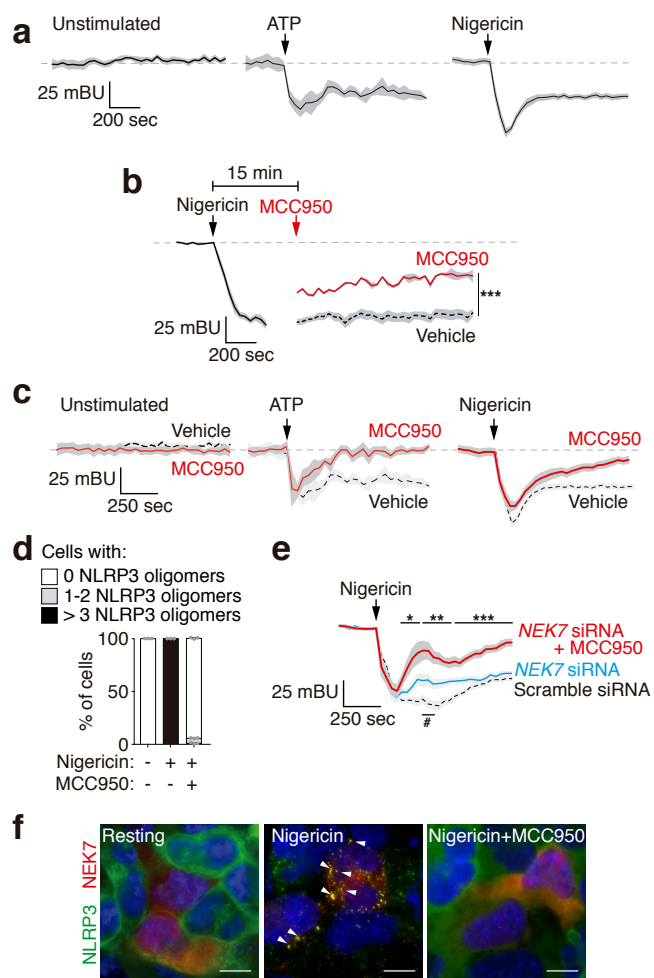 a
Unstimulated
ATP
Nigericin
25 mBU
200 sec
b
15 min
Nigericin
MCC950
MCC950
***
Vehicle
25 mBU
200 sec
c
Unstimulated
ATP
Nigericin
Vehicle
MCC950
MCC950
Vehicle
MCC950
Vehicle
25 mBU
250 sec
d
Cells with:
0 NLRP3 oligomers
1-2 NLRP3 oligomers
> 3 NLRP3 oligomers
% of cells
100
50
0
Nigericin: - + +
MCC950: - - +
e
Nigericin
* ** ***
NEK7 siRNA
+ MCC950
NEK7 siRNA
Scramble siRNA
#
25 mBU
250 sec
f
NLRP3 NEK7
Resting
Nigericin
Nigericin+MCC950